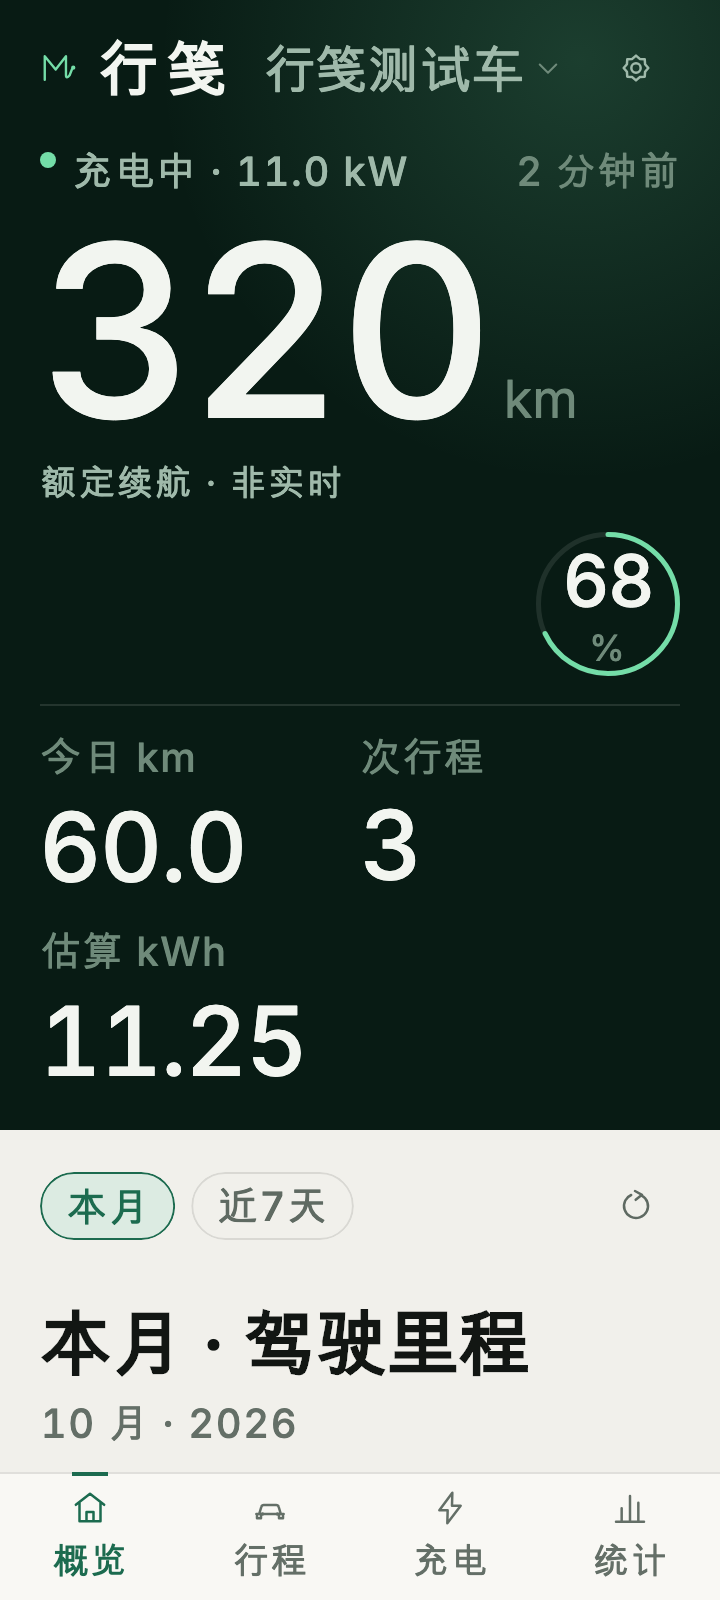 行笺 行笺测试车
充电中 · 11.0 kW 2 分钟前
320 km
额定续航 · 非实时
68
%
今日 km 次行程
60.0 3
估算 kWh
11.25
本月 近7天
本月 · 驾驶里程
10 月 · 2026
概览 行程 充电 统计